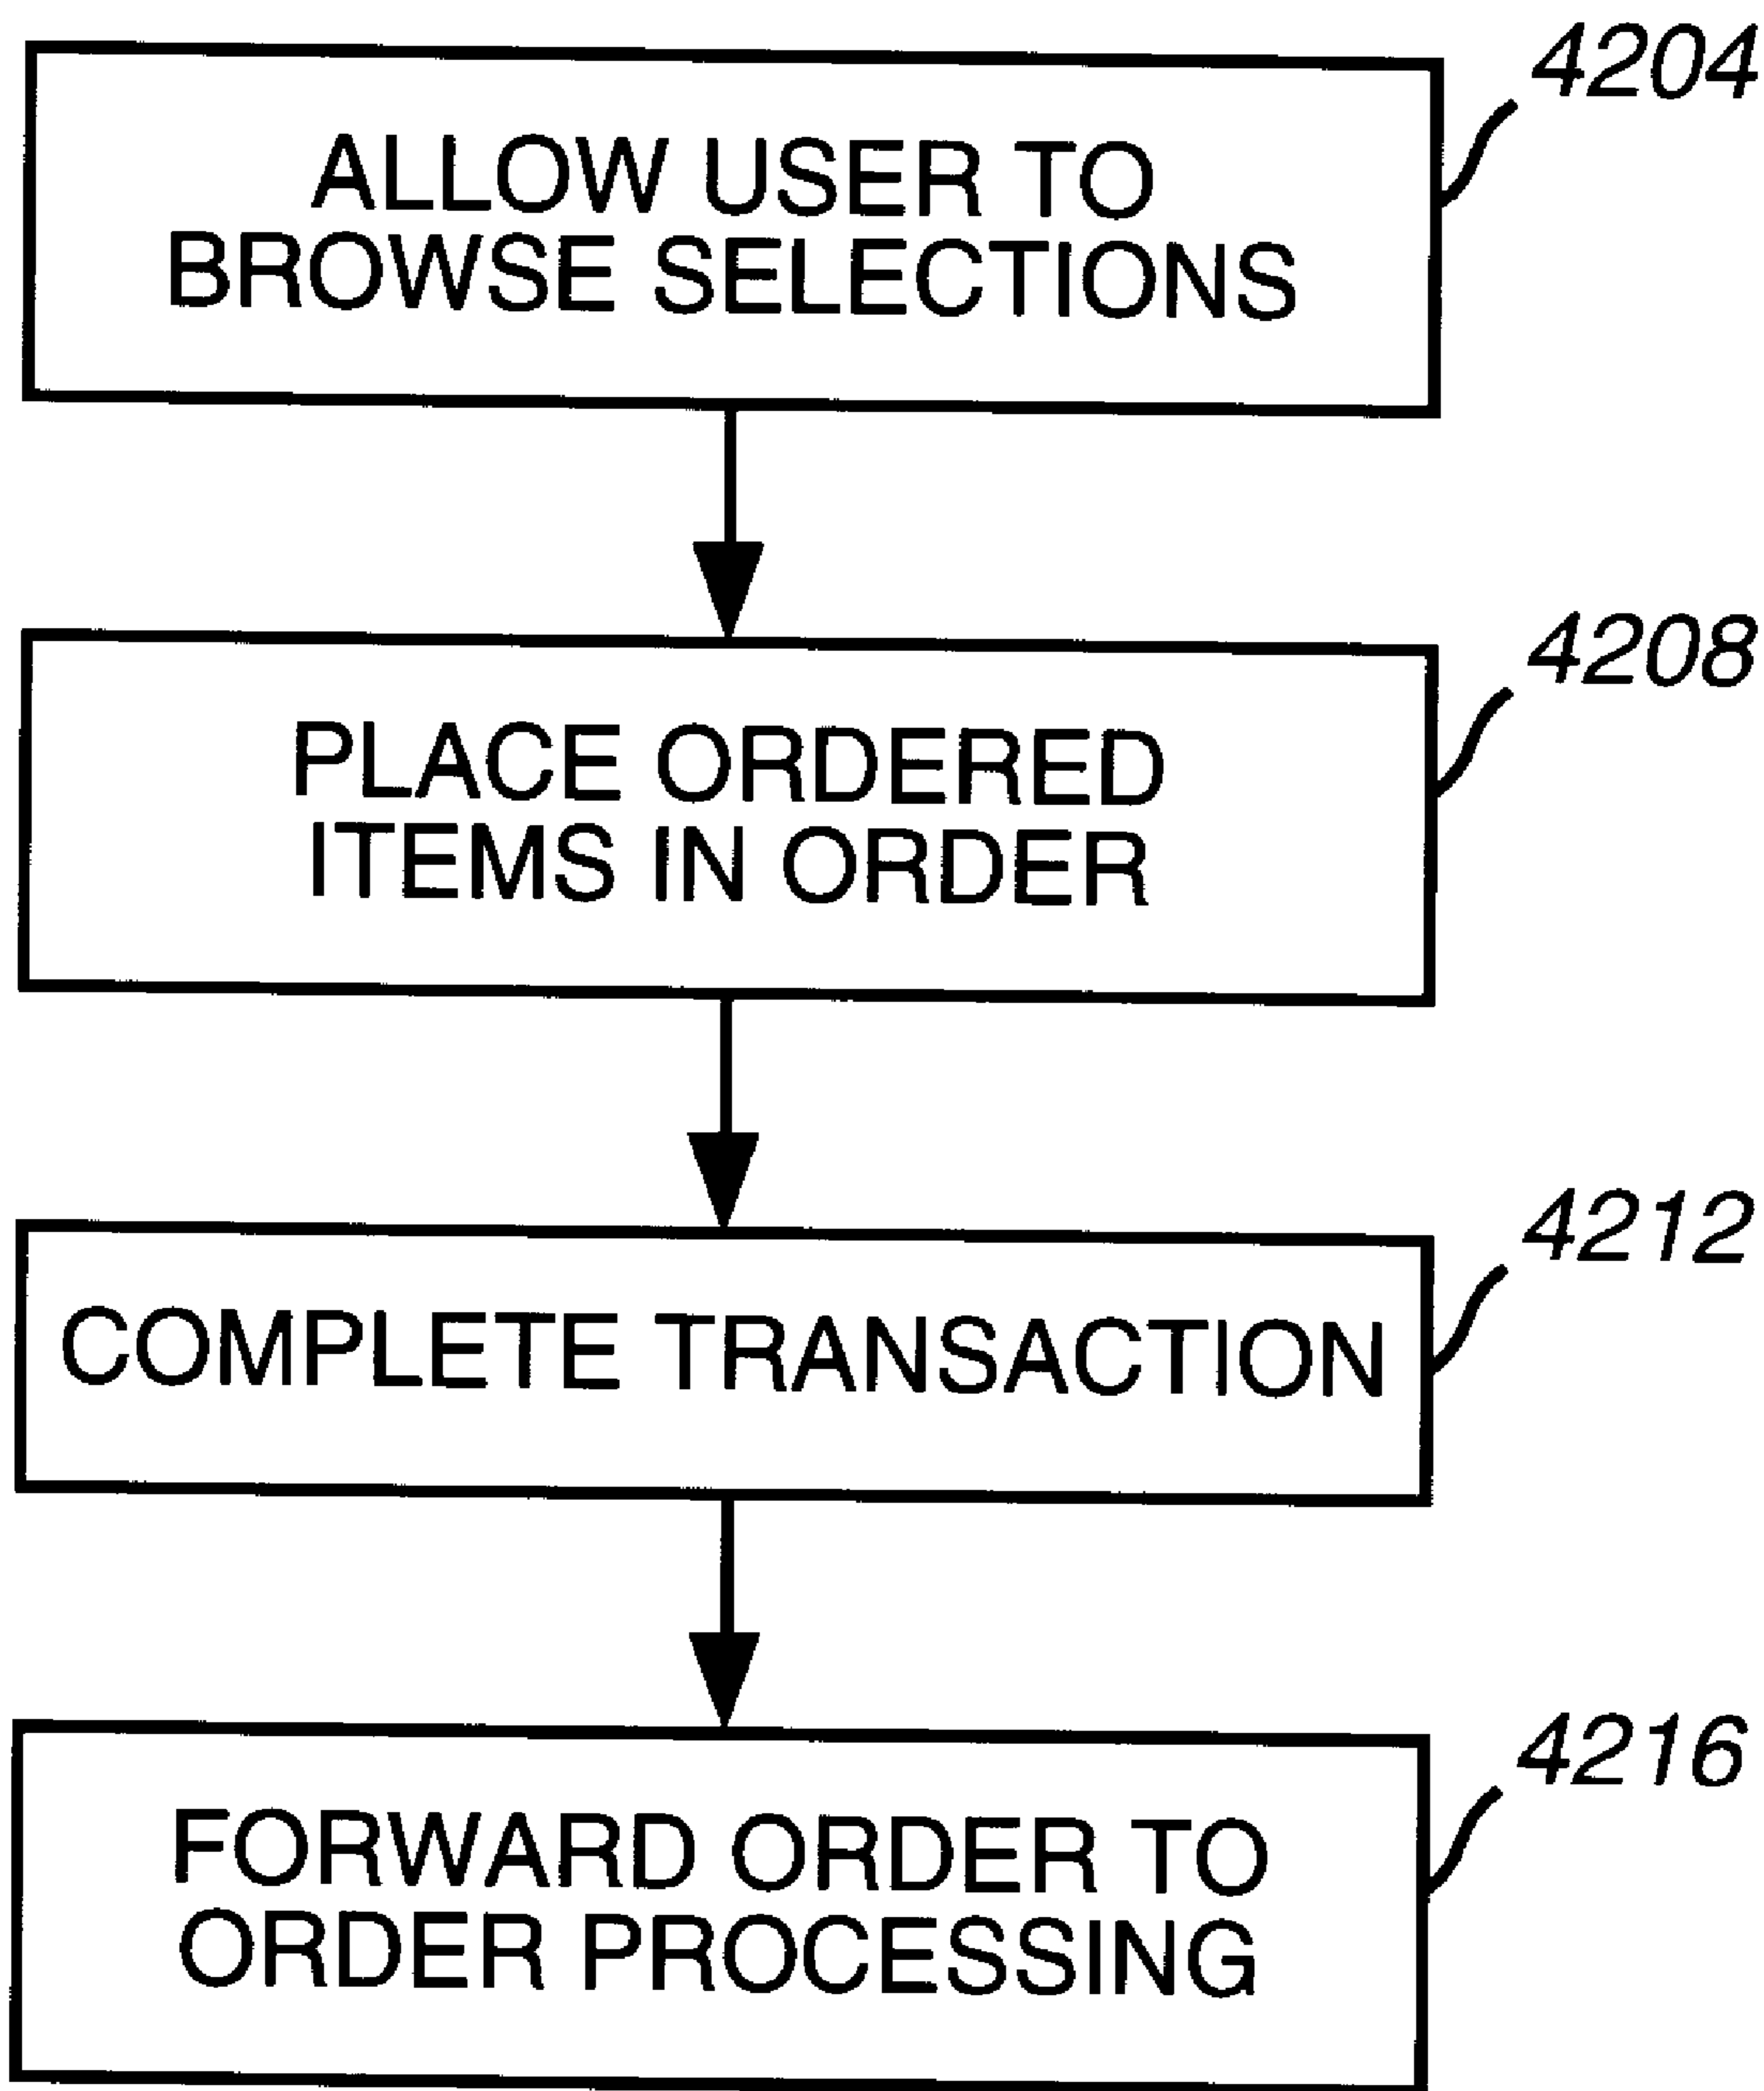 4204
ALLOW USER TO
BROWSE SELECTIONS
4208
PLACE ORDERED
ITEMS IN ORDER
4212
COMPLETE TRANSACTION
4216
FORWARD ORDER TO
ORDER PROCESSING